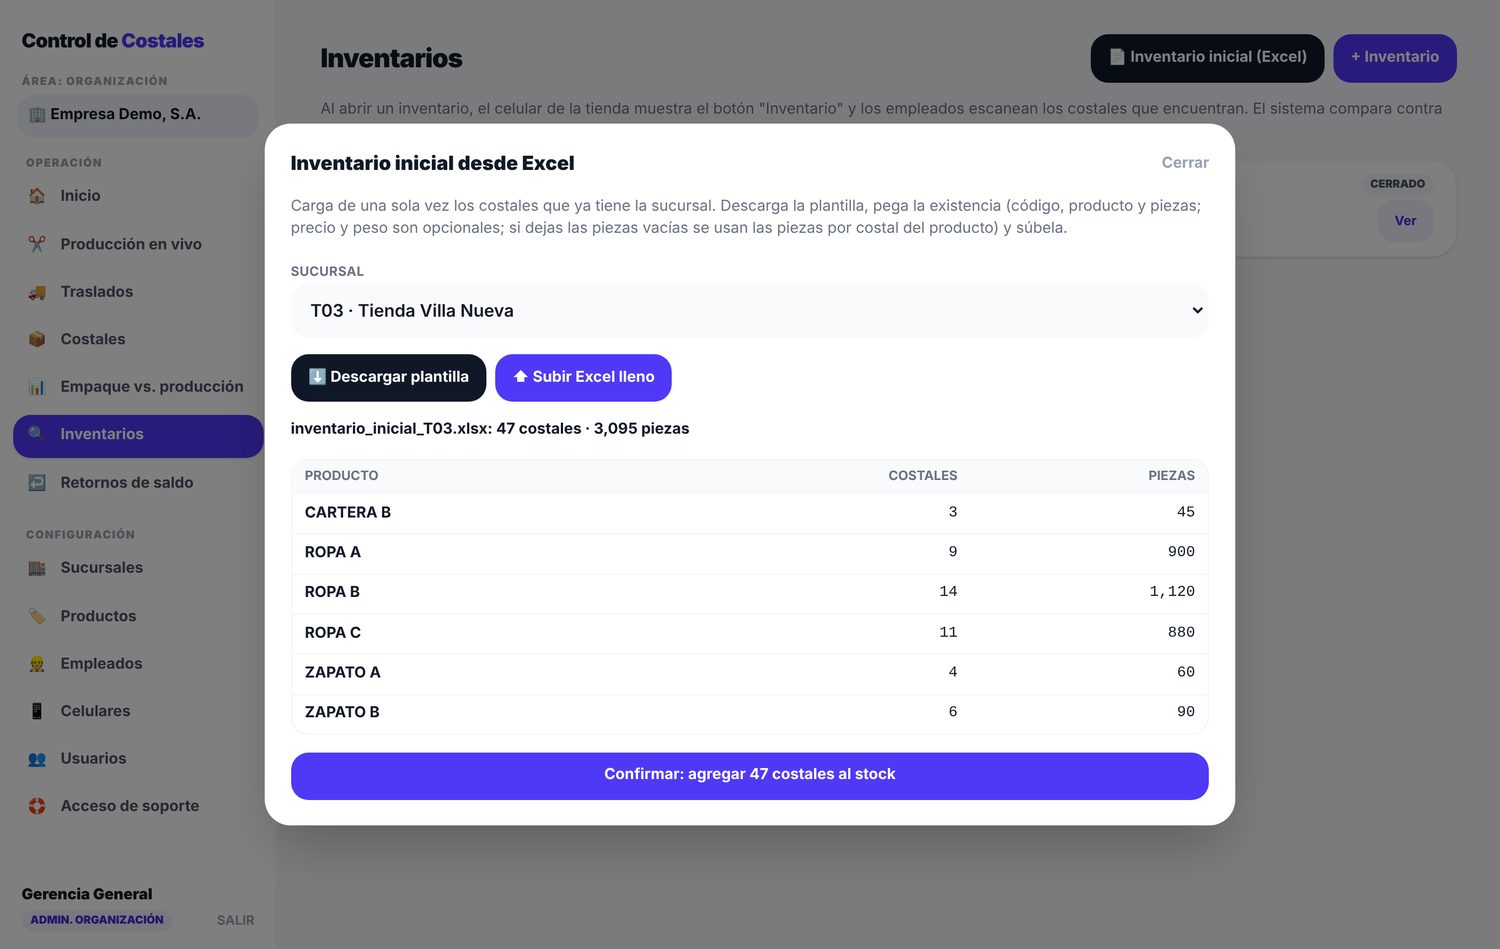 Control de Costales
ÁREA: ORGANIZACIÓN
Empresa Demo, S.A.
OPERACIÓN
Inicio
Producción en vivo
Traslados
Costales
Empaque vs. producción
Inventarios
Retornos de saldo
CONFIGURACIÓN
Sucursales
Productos
Empleados
Celulares
Usuarios
Acceso de soporte
Gerencia General
ADMIN. ORGANIZACIÓN SALIR
Inventarios
Inventario inicial (Excel)
+ Inventario
Al abrir un inventario, el celular de la tienda muestra el botón "Inventario" y los empleados escanean los costales que encuentran. El sistema compara contra
CERRADO
Ver
Inventario inicial desde Excel
Cerrar
Carga de una sola vez los costales que ya tiene la sucursal. Descarga la plantilla, pega la existencia (código, producto y piezas;
precio y peso son opcionales; si dejas las piezas vacías se usan las piezas por costal del producto) y súbela.
SUCURSAL
T03 · Tienda Villa Nueva
Descargar plantilla
Subir Excel lleno
inventario_inicial_T03.xlsx: 47 costales · 3,095 piezas
PRODUCTO COSTALES PIEZAS
CARTERA B 3 45
ROPA A 9 900
ROPA B 14 1,120
ROPA C 11 880
ZAPATO A 4 60
ZAPATO B 6 90
Confirmar: agregar 47 costales al stock